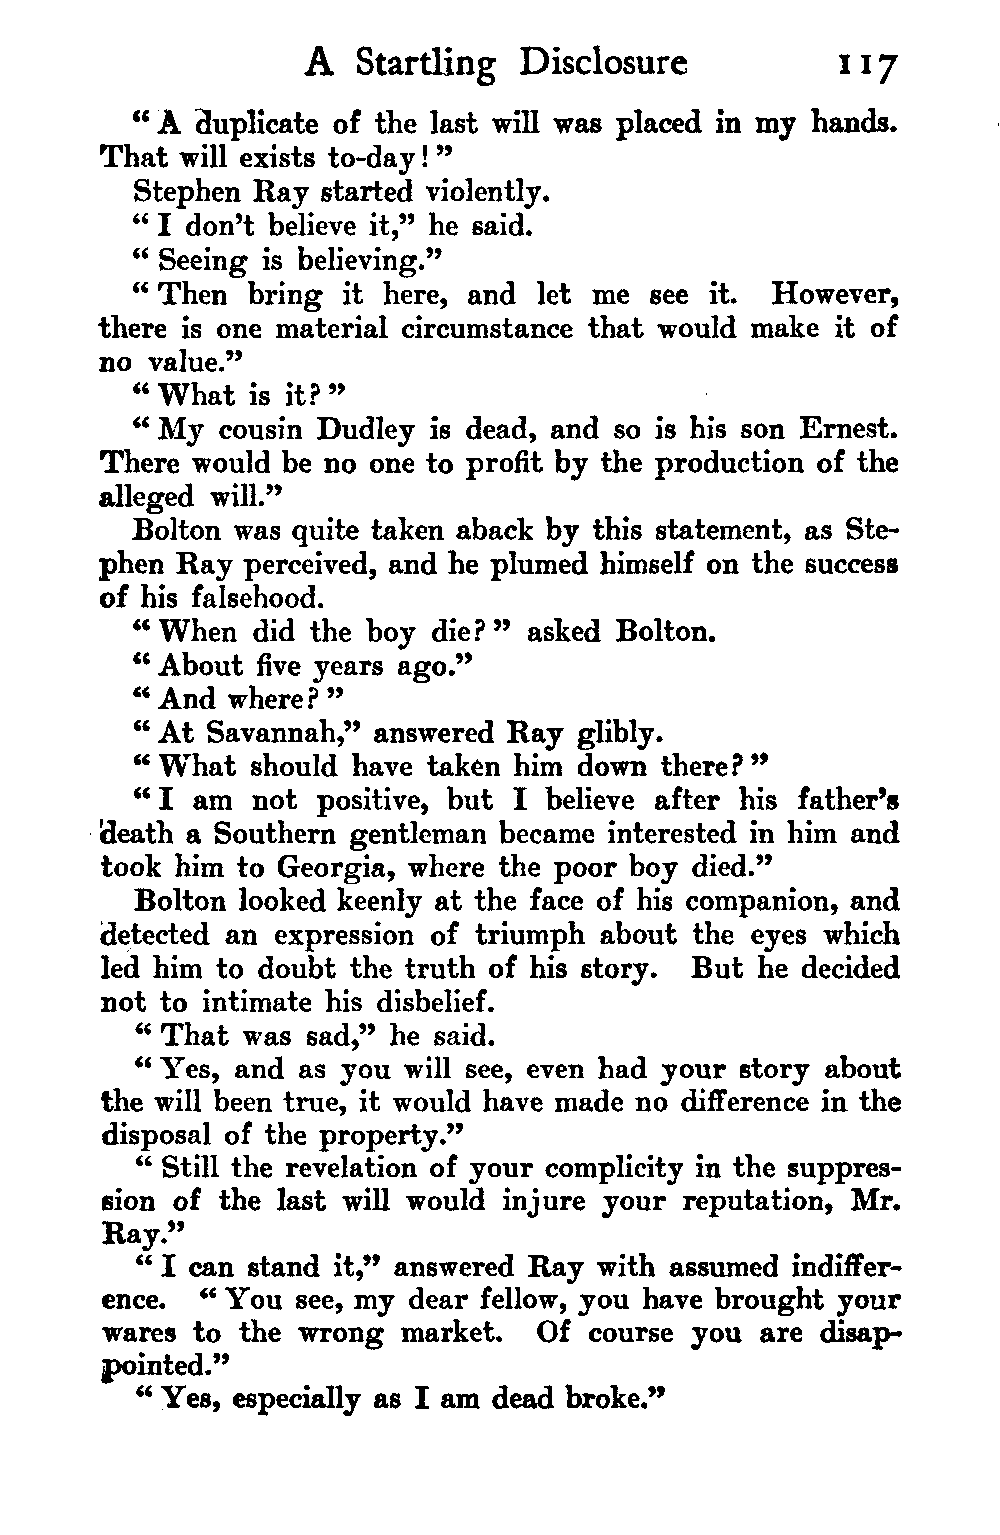 A Startling Disclosure 117
“A duplicate of the last will was placed in my hands.
That will exists to-day!”
Stephen Ray started violently.
“I don’t believe it,” he said.
“Seeing is believing.”
“Then bring it here, and let me see it. However,
there is one material circumstance that would make it of
no value.”
“What is it?”
“My cousin Dudley is dead, and so is his son Ernest.
There would be no one to profit by the production of the
alleged will.”
Bolton was quite taken aback by this statement, as Ste-
phen Ray perceived, and he plumed himself on the success
of his falsehood.
“When did the boy die?” asked Bolton.
“About five years ago.”
“And where?”
“At Savannah,” answered Ray glibly.
“What should have taken him down there?”
“I am not positive, but I believe after his father’s
death a Southern gentleman became interested in him and
took him to Georgia, where the poor boy died.”
Bolton looked keenly at the face of his companion, and
detected an expression of triumph about the eyes which
led him to doubt the truth of his story. But he decided
not to intimate his disbelief.
“That was sad,” he said.
“Yes, and as you will see, even had your story about
the will been true, it would have made no difference in the
disposal of the property.”
“Still the revelation of your complicity in the suppres-
sion of the last will would injure your reputation, Mr.
Ray.”
“I can stand it,” answered Ray with assumed indiffer-
ence. “You see, my dear fellow, you have brought your
wares to the wrong market. Of course you are disap-
pointed.”
“Yes, especially as I am dead broke.”